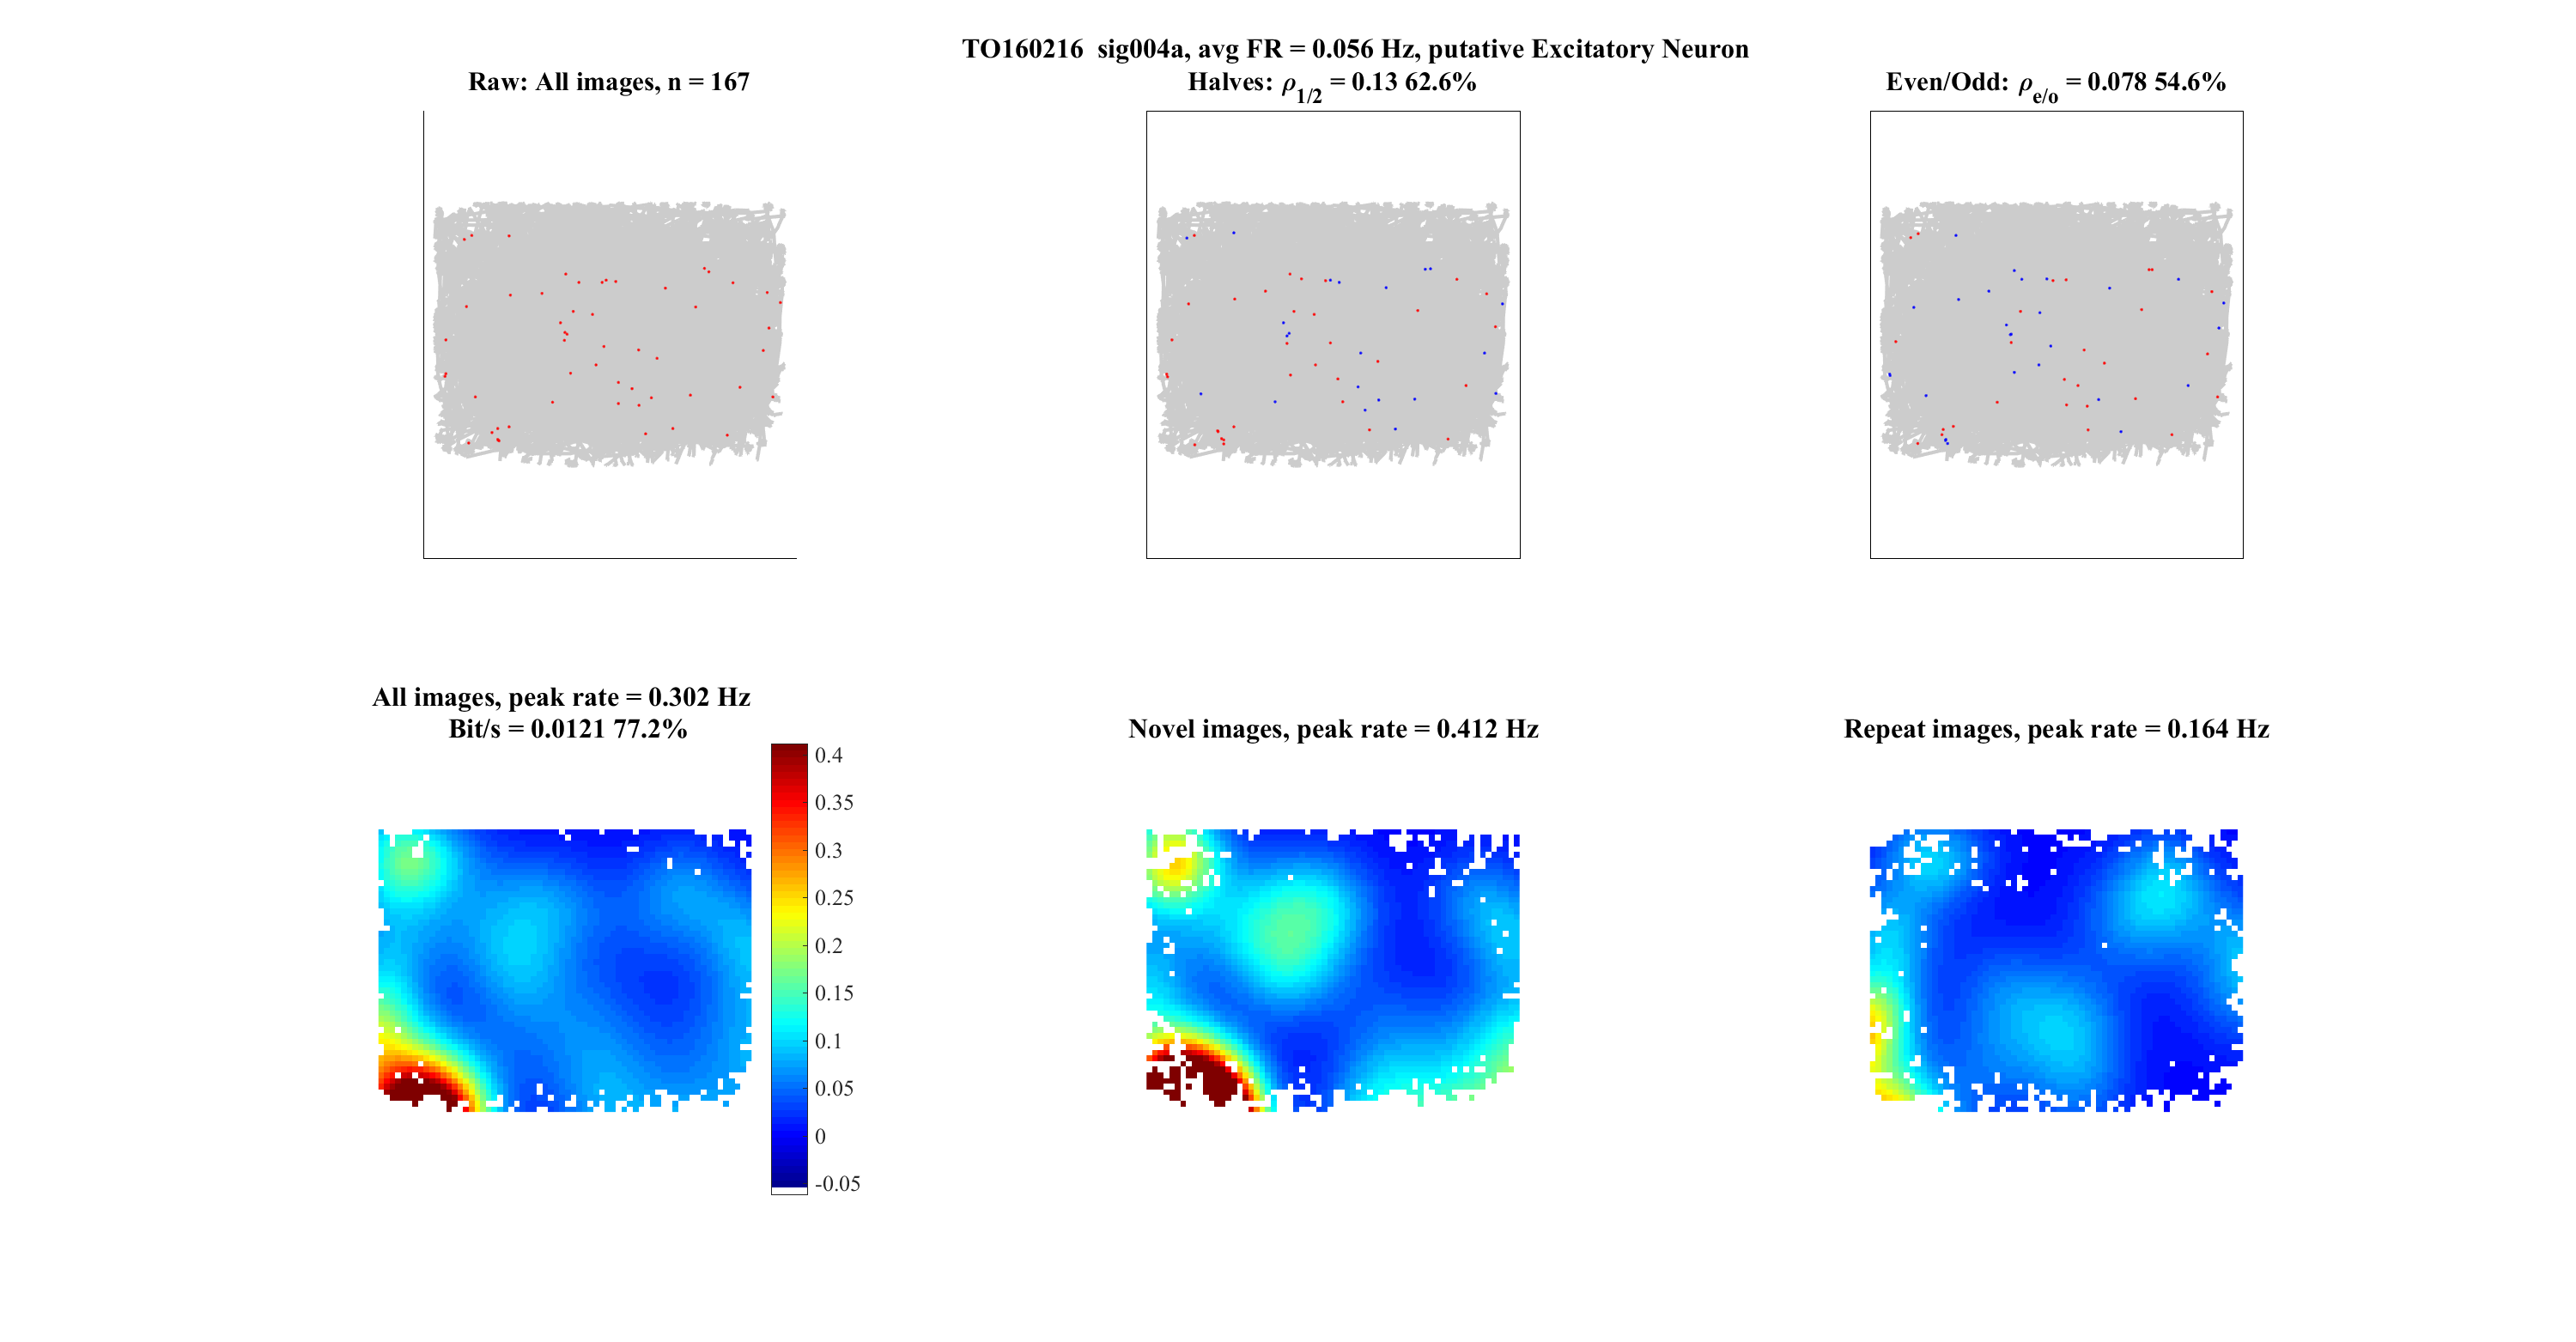 TO160216  sig004a, avg FR = 0.056 Hz, putative Excitatory Neuron
Raw: All images, n = 167
Halves: ρ1/2 = 0.13 62.6%
Even/Odd: ρe/o = 0.078 54.6%
All images, peak rate = 0.302 Hz
Bit/s = 0.0121 77.2%
Novel images, peak rate = 0.412 Hz
Repeat images, peak rate = 0.164 Hz
0.4
0.35
0.3
0.25
0.2
0.15
0.1
0.05
0
-0.05